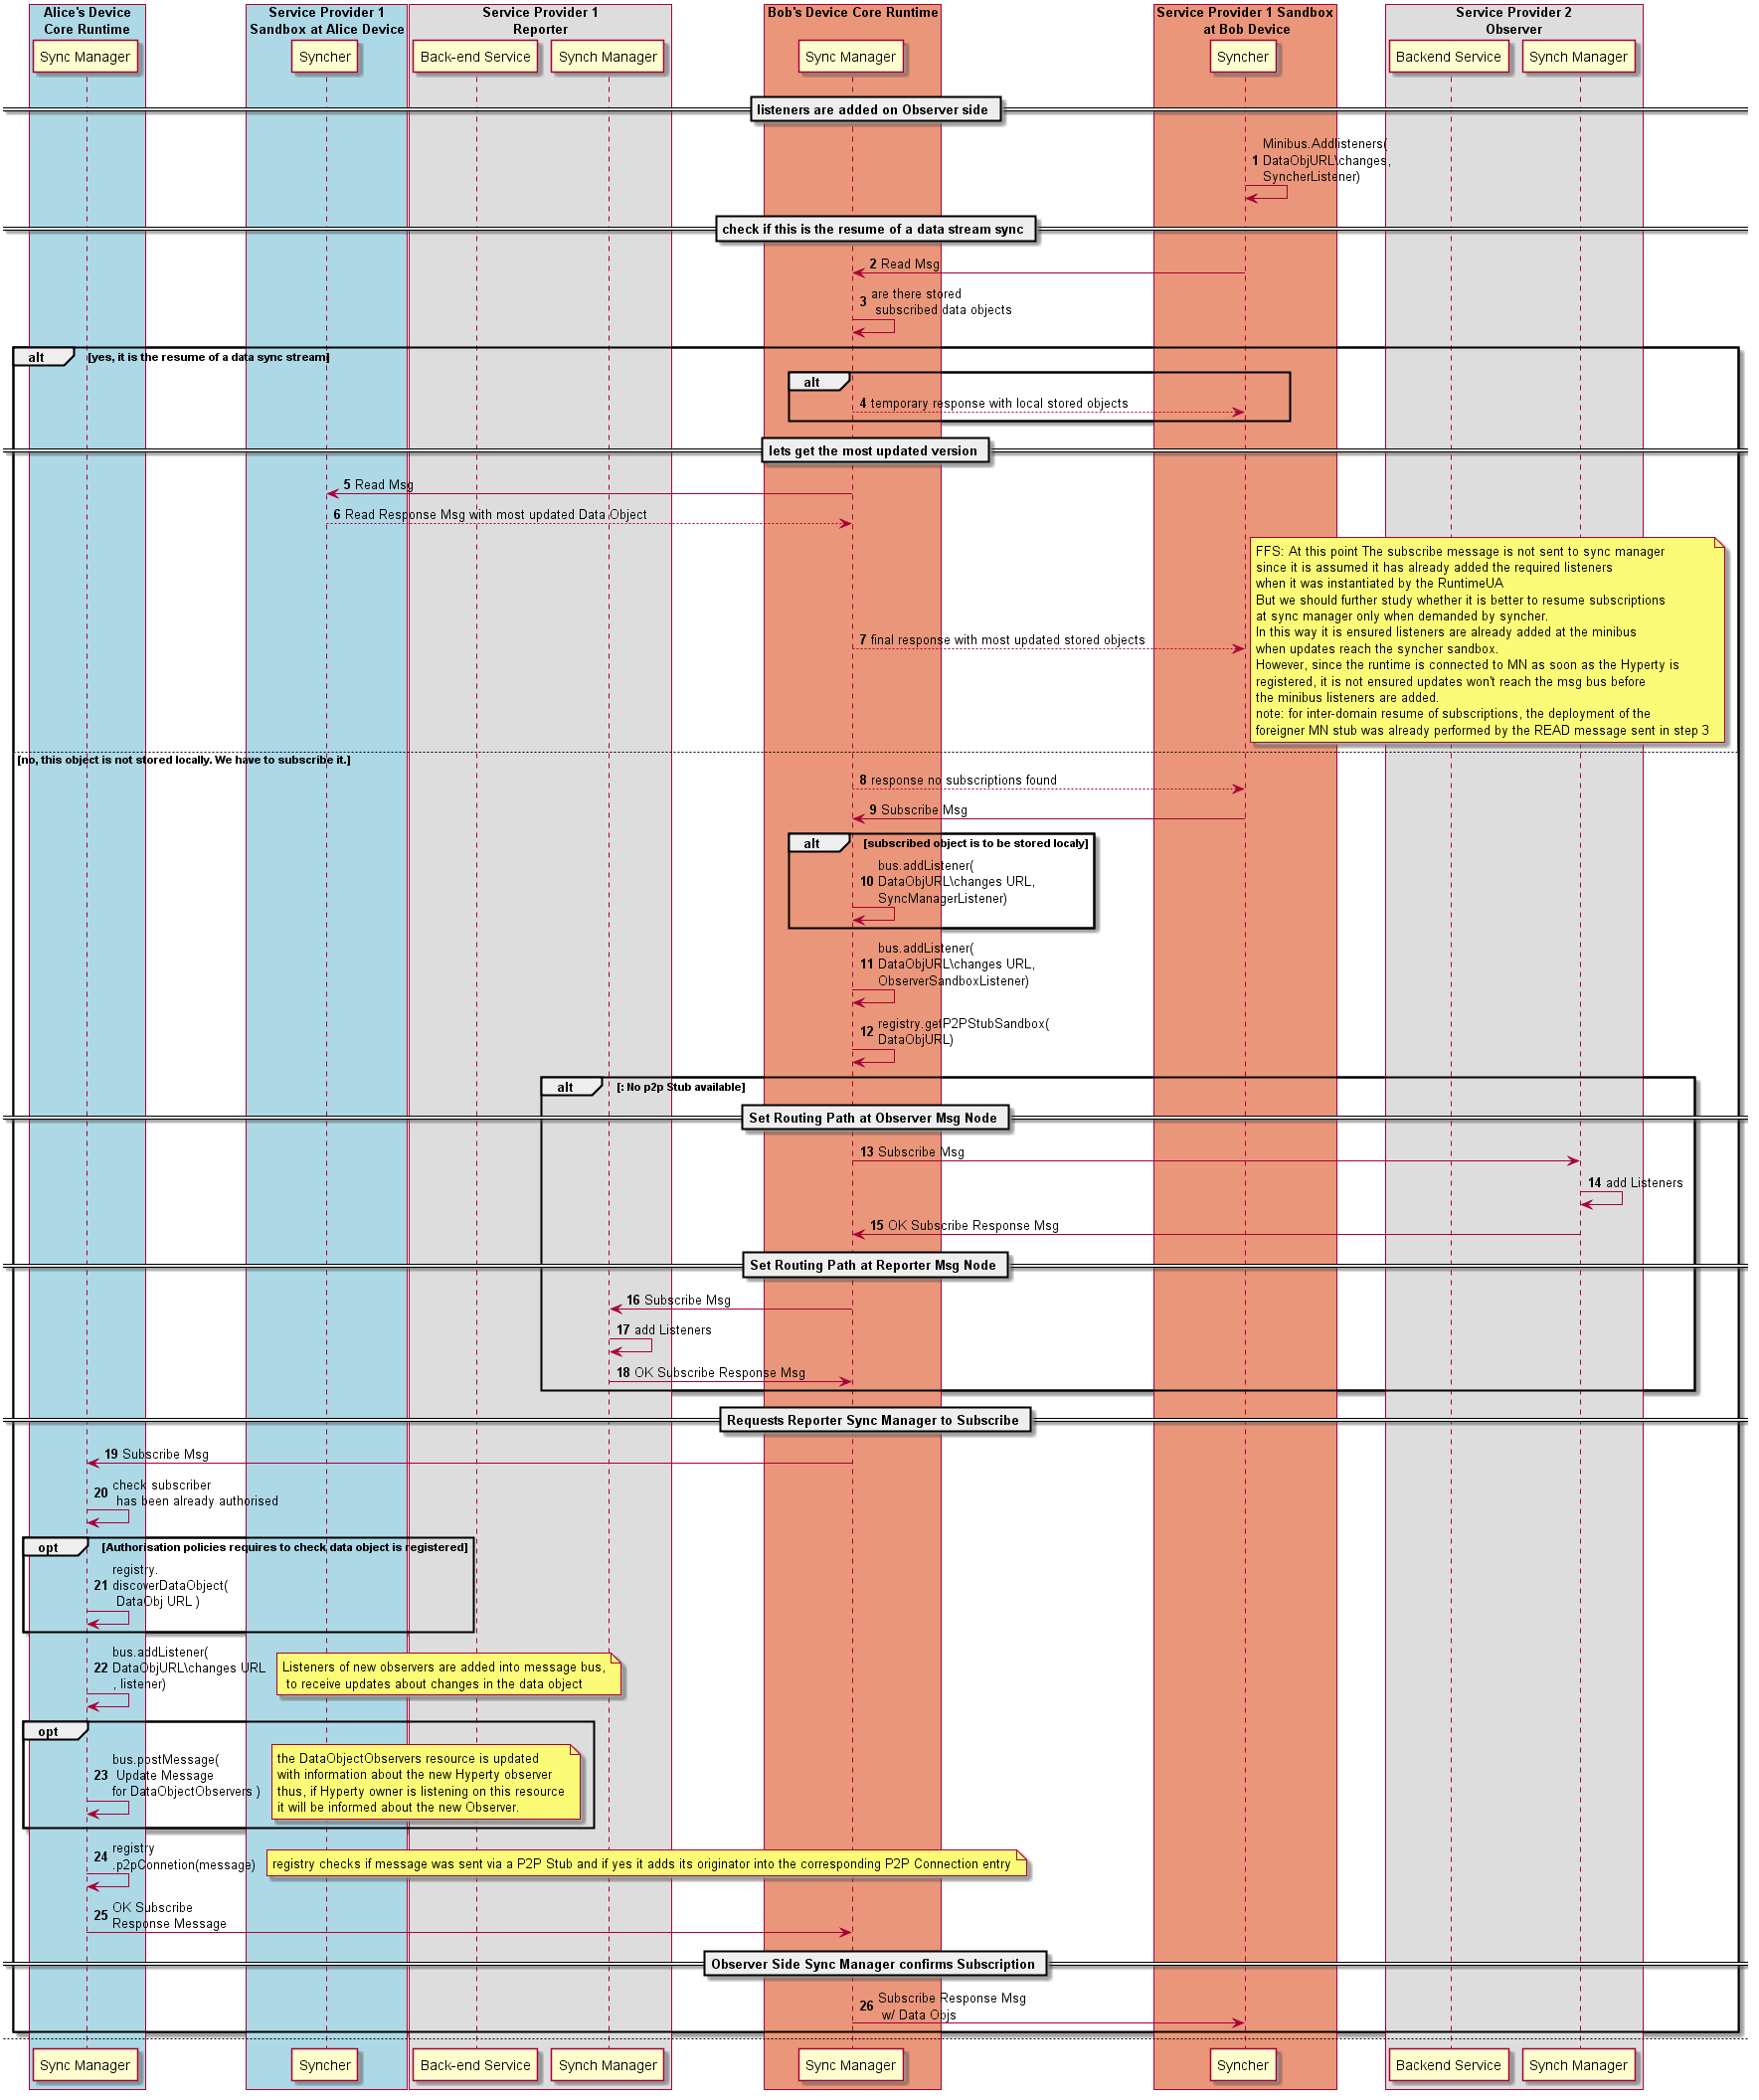 Alice's Device
Core Runtime
Service Provider 1
Sandbox at Alice Device
Service Provider 1
Reporter
Bob's Device Core Runtime
Service Provider 1 Sandbox
at Bob Device
Service Provider 2
Observer
Sync Manager
Syncher
Back-end Service
Synch Manager
Sync Manager
Syncher
Backend Service
Synch Manager
listeners are added on Observer side
Minibus.Addlisteners(
1 DataObjURL\changes,
SyncherListener)
check if this is the resume of a data stream sync
2 Read Msg
3 are there stored
subscribed data objects
alt [yes, it is the resume of a data sync stream]
alt
4 temporary response with local stored objects
lets get the most updated version
5 Read Msg
6 Read Response Msg with most updated Data Object
7 final response with most updated stored objects
FFS: At this point The subscribe message is not sent to sync manager
since it is assumed it has already added the required listeners
when it was instantiated by the RuntimeUA
But we should further study whether it is better to resume subscriptions
at sync manager only when demanded by syncher.
In this way it is ensured listeners are already added at the minibus
when updates reach the syncher sandbox.
However, since the runtime is connected to MN as soon as the Hyperty is
registered, it is not ensured updates won't reach the msg bus before
the minibus listeners are added.
note: for inter-domain resume of subscriptions, the deployment of the
foreigner MN stub was already performed by the READ message sent in step 3
[no, this object is not stored locally. We have to subscribe it.]
8 response no subscriptions found
9 Subscribe Msg
alt [subscribed object is to be stored localy]
bus.addListener(
10 DataObjURL\changes URL,
SyncManagerListener)
bus.addListener(
11 DataObjURL\changes URL,
ObserverSandboxListener)
12 registry.getP2PStubSandbox(
DataObjURL)
alt [: No p2p Stub available]
Set Routing Path at Observer Msg Node
13 Subscribe Msg
14 add Listeners
15 OK Subscribe Response Msg
Set Routing Path at Reporter Msg Node
16 Subscribe Msg
17 add Listeners
18 OK Subscribe Response Msg
Requests Reporter Sync Manager to Subscribe
19 Subscribe Msg
20 check subscriber
has been already authorised
opt [Authorisation policies requires to check data object is registered]
registry.
21 discoverDataObject(
DataObj URL )
bus.addListener(
22 DataObjURL\changes URL
, listener)
Listeners of new observers are added into message bus,
to receive updates about changes in the data object
opt
bus.postMessage(
23 Update Message
for DataObjectObservers )
the DataObjectObservers resource is updated
with information about the new Hyperty observer
thus, if Hyperty owner is listening on this resource
it will be informed about the new Observer.
24 registry
.p2pConnetion(message)
registry checks if message was sent via a P2P Stub and if yes it adds its originator into the corresponding P2P Connection entry
25 OK Subscribe
Response Message
Observer Side Sync Manager confirms Subscription
26 Subscribe Response Msg
w/ Data Objs
Sync Manager
Syncher
Back-end Service
Synch Manager
Sync Manager
Syncher
Backend Service
Synch Manager